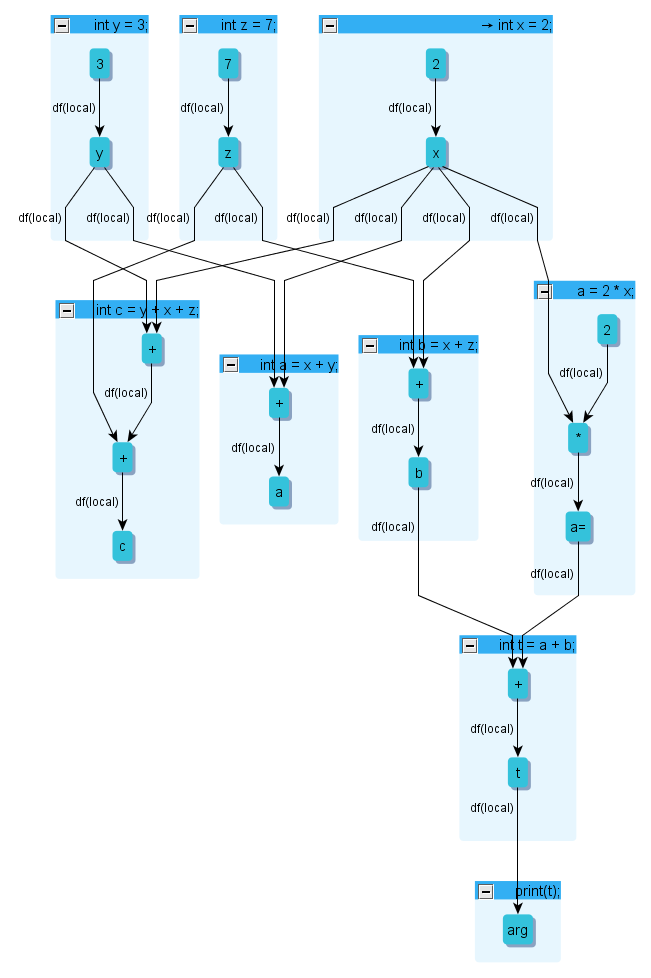 int y = 3;
int z = 7;
→ int x = 2;
3
7
2
df(local)
df(local)
df(local)
y
z
x
df(local)
df(local)
df(local)
df(local)
df(local)
df(local)
df(local)
df(local)
a = 2 * x;
int c = y + x + z;
2
int b = x + z;
+
int a = x + y;
df(local)
+
df(local)
+
df(local)
*
df(local)
df(local)
+
b
df(local)
df(local)
a
c
df(local)
a=
df(local)
int t = a + b;
+
df(local)
t
df(local)
print(t);
arg